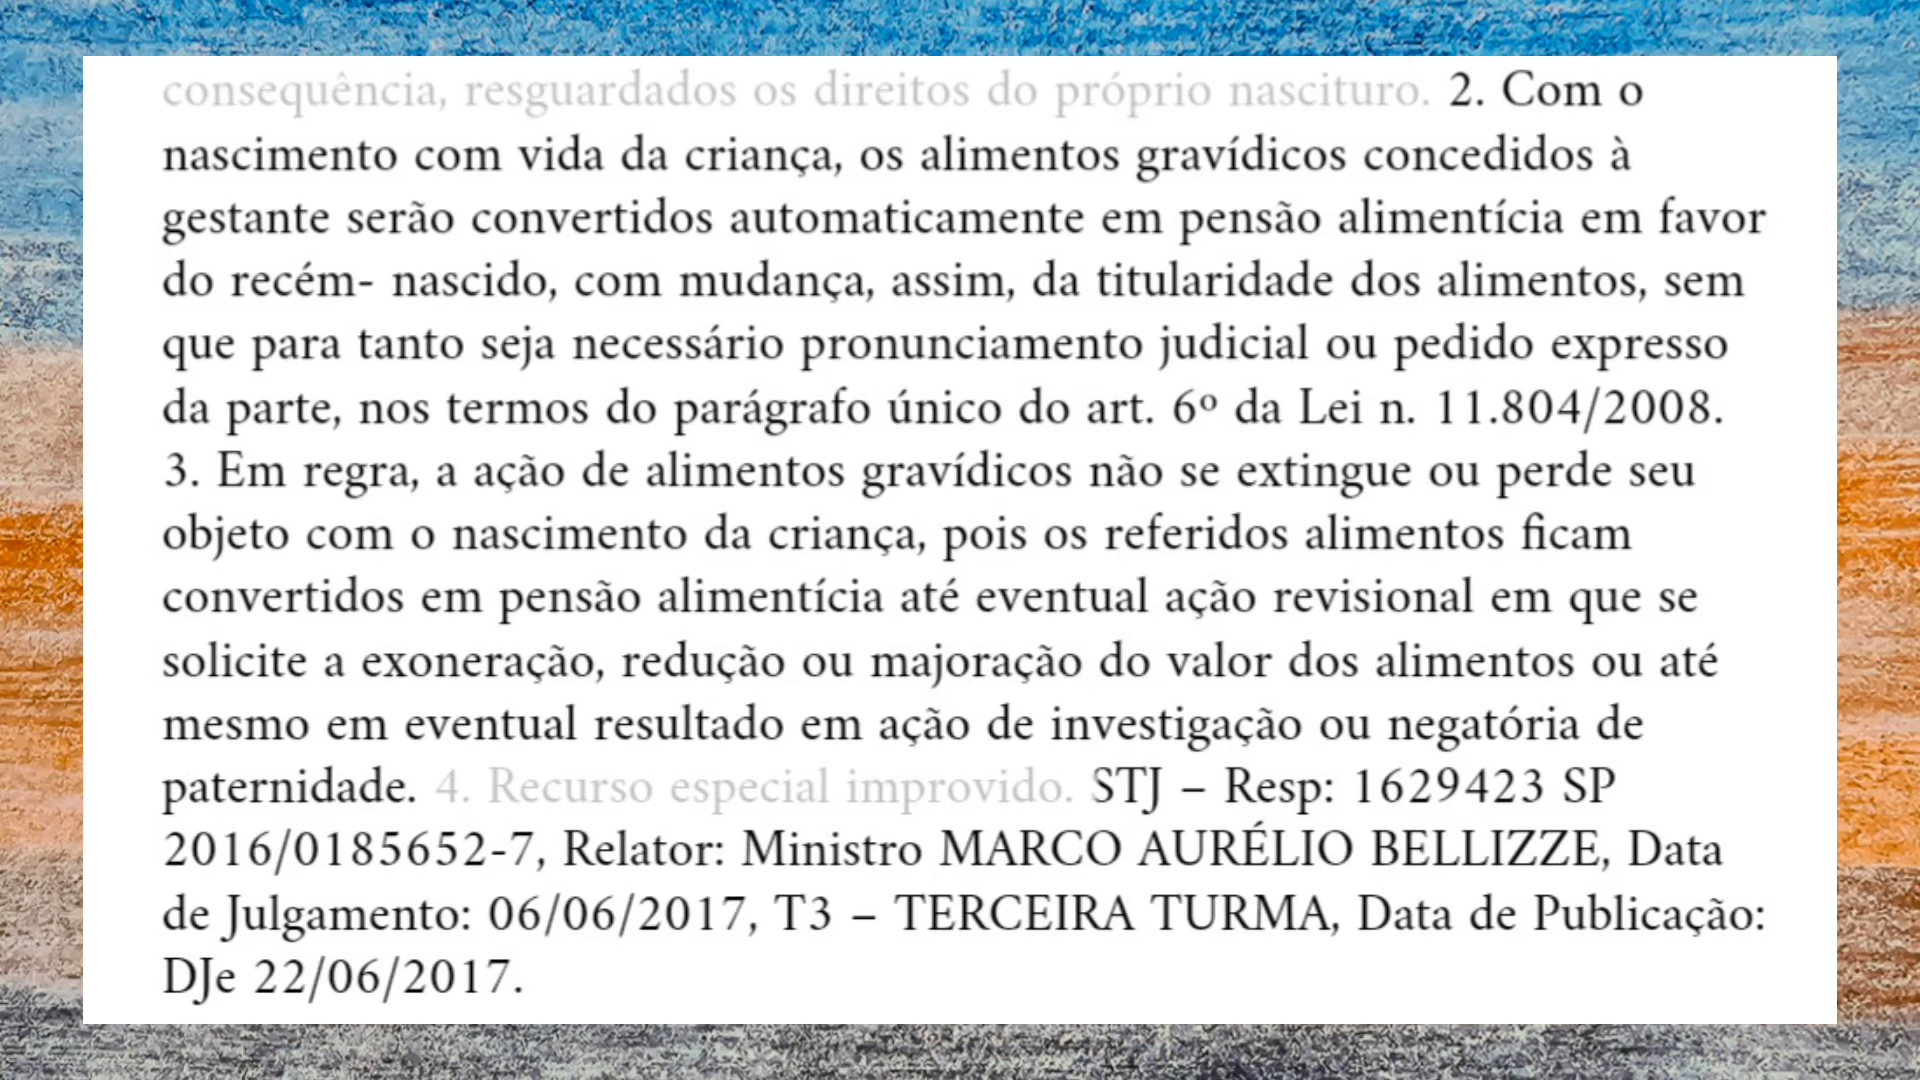 consequência, resguardados os direitos do próprio nascituro. 2. Com o
nascimento com vida da criança, os alimentos gravídicos concedidos à
gestante serão convertidos automaticamente em pensão alimentícia em favor
do recém- nascido, com mudança, assim, da titularidade dos alimentos, sem
que para tanto seja necessário pronunciamento judicial ou pedido expresso
da parte, nos termos do parágrafo único do art. 6º da Lei n. 11.804/2008.
3. Em regra, a ação de alimentos gravídicos não se extingue ou perde seu
objeto com o nascimento da criança, pois os referidos alimentos ficam
convertidos em pensão alimentícia até eventual ação revisional em que se
solicite a exoneração, redução ou majoração do valor dos alimentos ou até
mesmo em eventual resultado em ação de investigação ou negatória de
paternidade. 4. Recurso especial improvido. STJ – Resp: 1629423 SP
2016/0185652-7, Relator: Ministro MARCO AURÉLIO BELLIZZE, Data
de Julgamento: 06/06/2017, T3 – TERCEIRA TURMA, Data de Publicação:
DJe 22/06/2017.